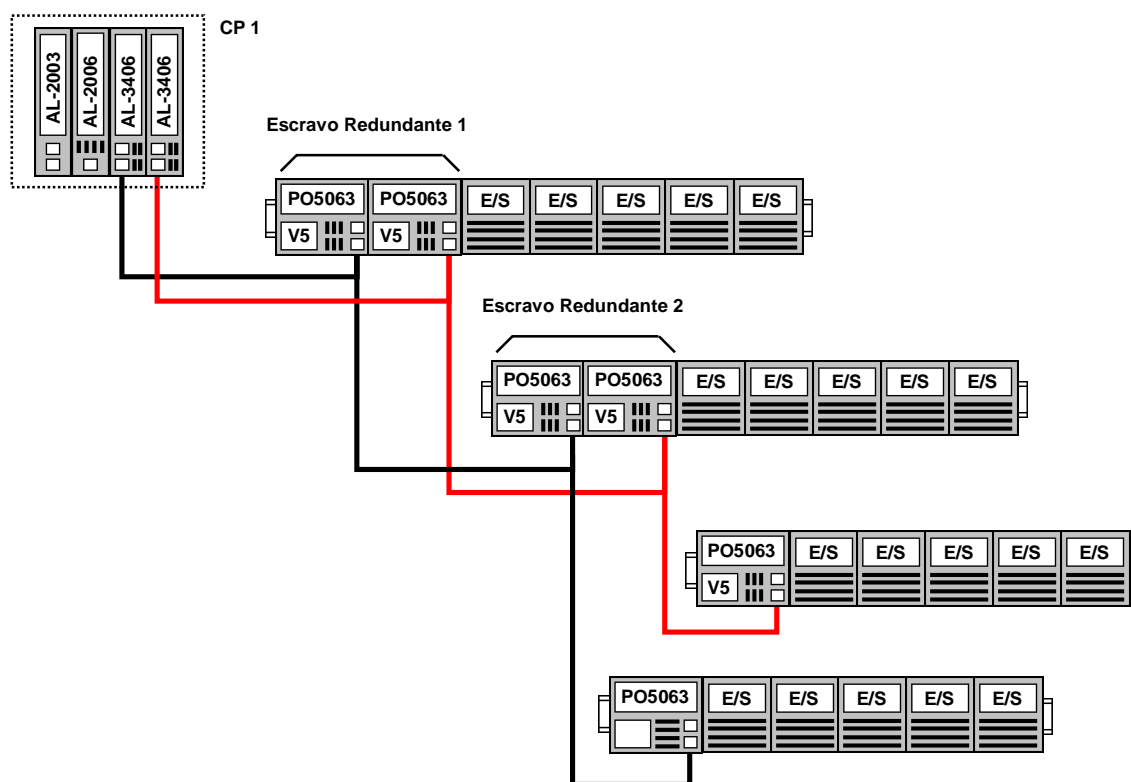 CP 1
AL-2003 AL-2006 AL-3406 AL-3406
Escravo Redundante 1
PO5063 PO5063 E/S E/S E/S E/S E/S
V5 V5
Escravo Redundante 2
PO5063 PO5063 E/S E/S E/S E/S E/S
V5 V5
PO5063 E/S E/S E/S E/S E/S
V5
PO5063 E/S E/S E/S E/S E/S